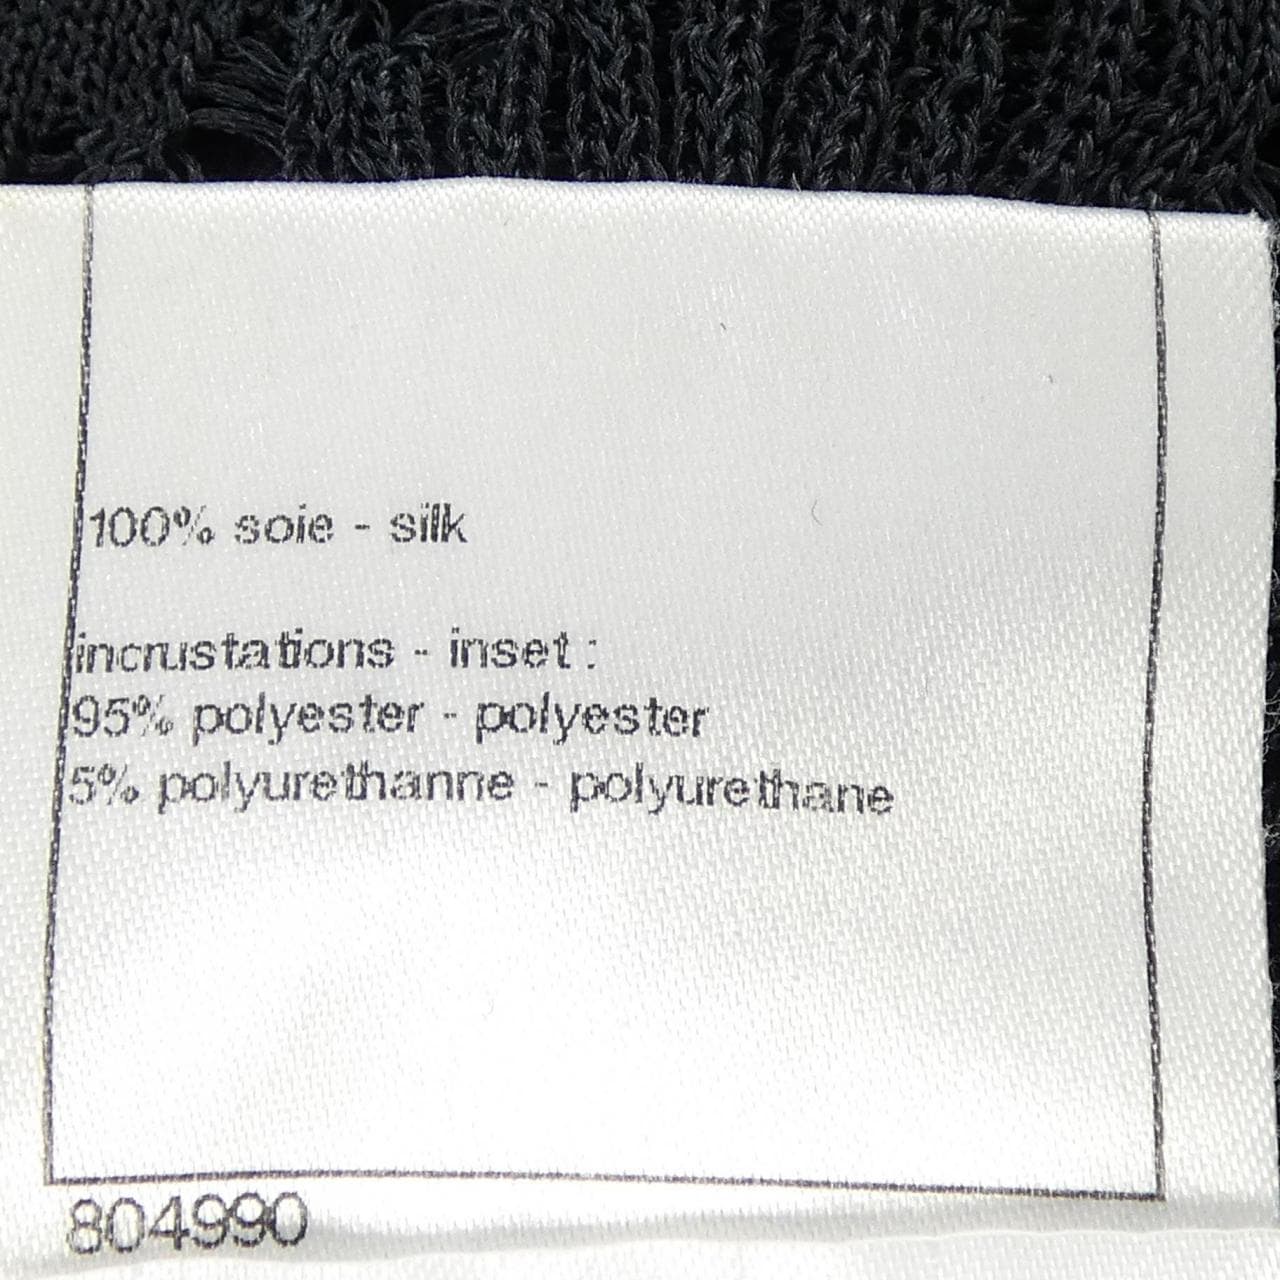 100% soie - silk
incrustations - inset :
95% polyester - polyester
5% polyurethanne - polyurethane
804990